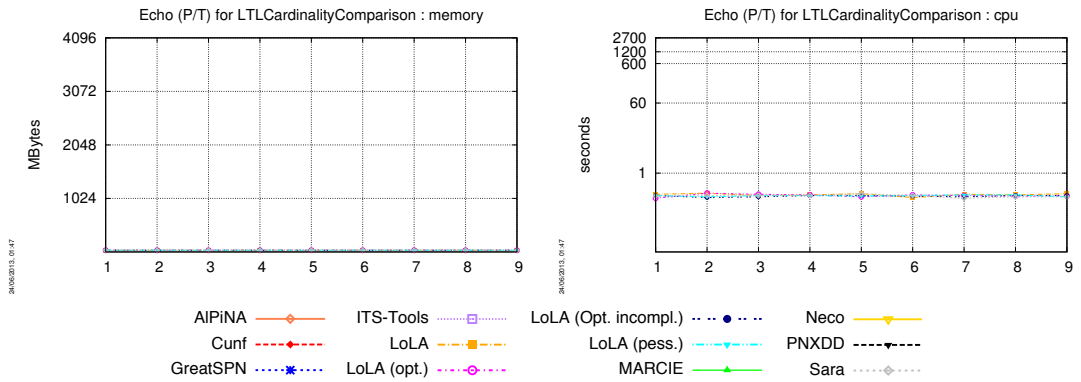 Echo (P/T) for LTLCardinalityComparison : memory
4096
3072
2048
1024
MBytes
1 2 3 4 5 6 7 8 9
24/06/2013, 01:47
Echo (P/T) for LTLCardinalityComparison : cpu
2700
1200
600
60
1
seconds
1 2 3 4 5 6 7 8 9
24/06/2013, 01:47
AlPiNA
Cunf
GreatSPN
ITS-Tools
LoLA
LoLA (opt.)
LoLA (Opt. incompl.)
LoLA (pess.)
MARCIE
Neco
PNXDD
Sara